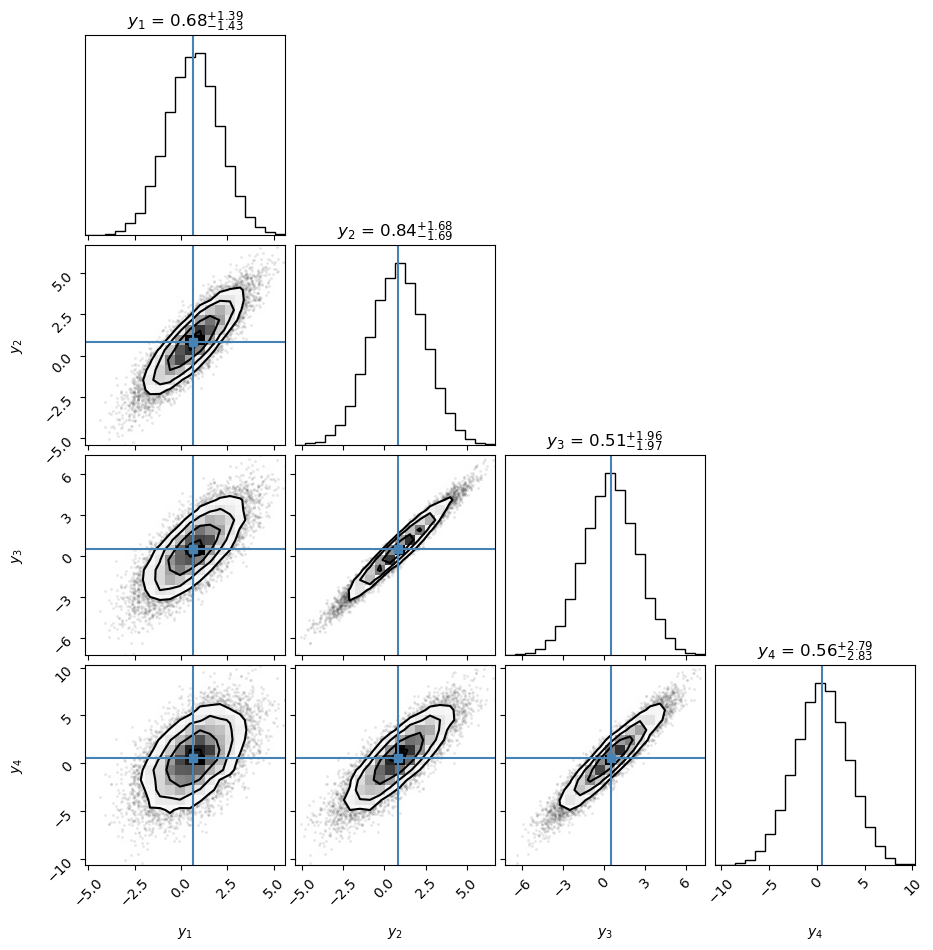 y₁ = 0.68 +1.39 −1.43
y₂ = 0.84 +1.68 −1.69
5.0
2.5
0.0
−2.5
−5.0
y₂
y₃ = 0.51 +1.96 −1.97
6
3
0
−3
−6
y₃
y₄ = 0.56 +2.79 −2.83
10
5
0
−5
−10
y₄
−5.0 −2.5 0.0 2.5 5.0
−5.0 −2.5 0.0 2.5 5.0
−6 −3 0 3 6
−10 −5 0 5 10
y₁ y₂ y₃ y₄